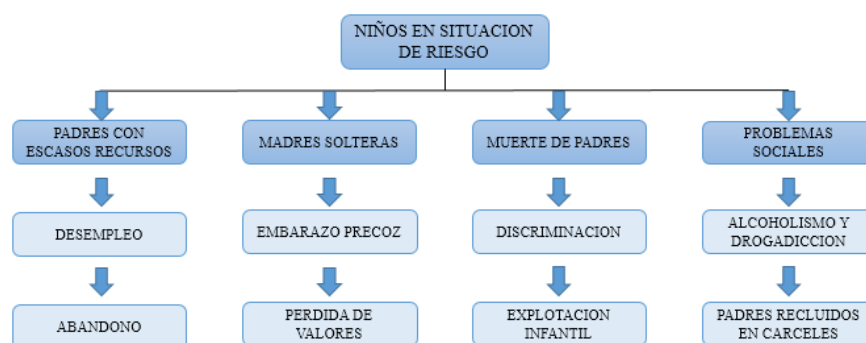 NIÑOS EN SITUACION
DE RIESGO
PADRES CON
ESCASOS RECURSOS
MADRES SOLTERAS
MUERTE DE PADRES
PROBLEMAS
SOCIALES
DESEMPLEO
EMBARAZO PRECOZ
DISCRIMINACION
ALCOHOLISMO Y
DROGADICCION
ABANDONO
PERDIDA DE
VALORES
EXPLOTACION
INFANTIL
PADRES RECLUIDOS
EN CARCELES